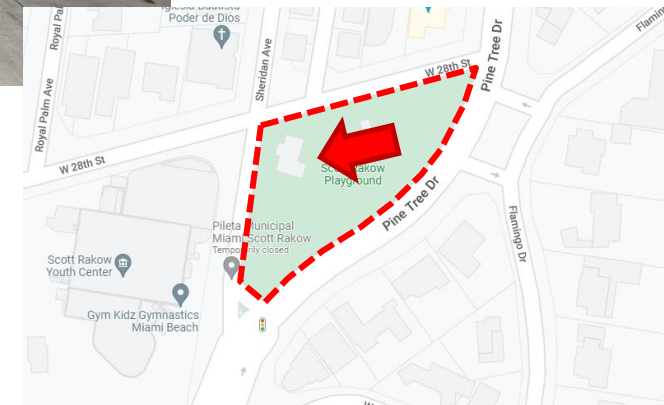 Iglesia Bautista
Poder de Dios
Royal Pal
Sheridan Ave
Pine Tree Dr
Flamin
W 28th St
Royal Palm Ave
W 28th St
Playground
Pine Tree Dr
Flamingo Dr
Pileta Municipal
Miami Scott Rakow
Temporarily closed
Scott Rakow
Youth Center
Gym Kidz Gymnastics
Miami Beach